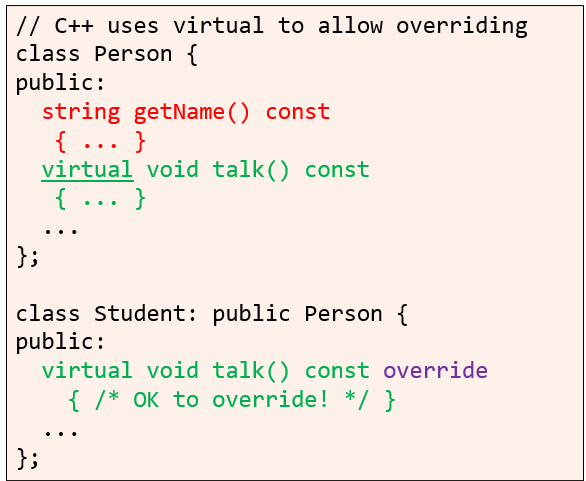 // C++ uses virtual to allow overriding
class Person {
public:
  string getName() const
   { ... }
  virtual void talk() const
   { ... }
  ...
};

class Student: public Person {
public:
  virtual void talk() const override
    { /* OK to override! */ }
  ...
};